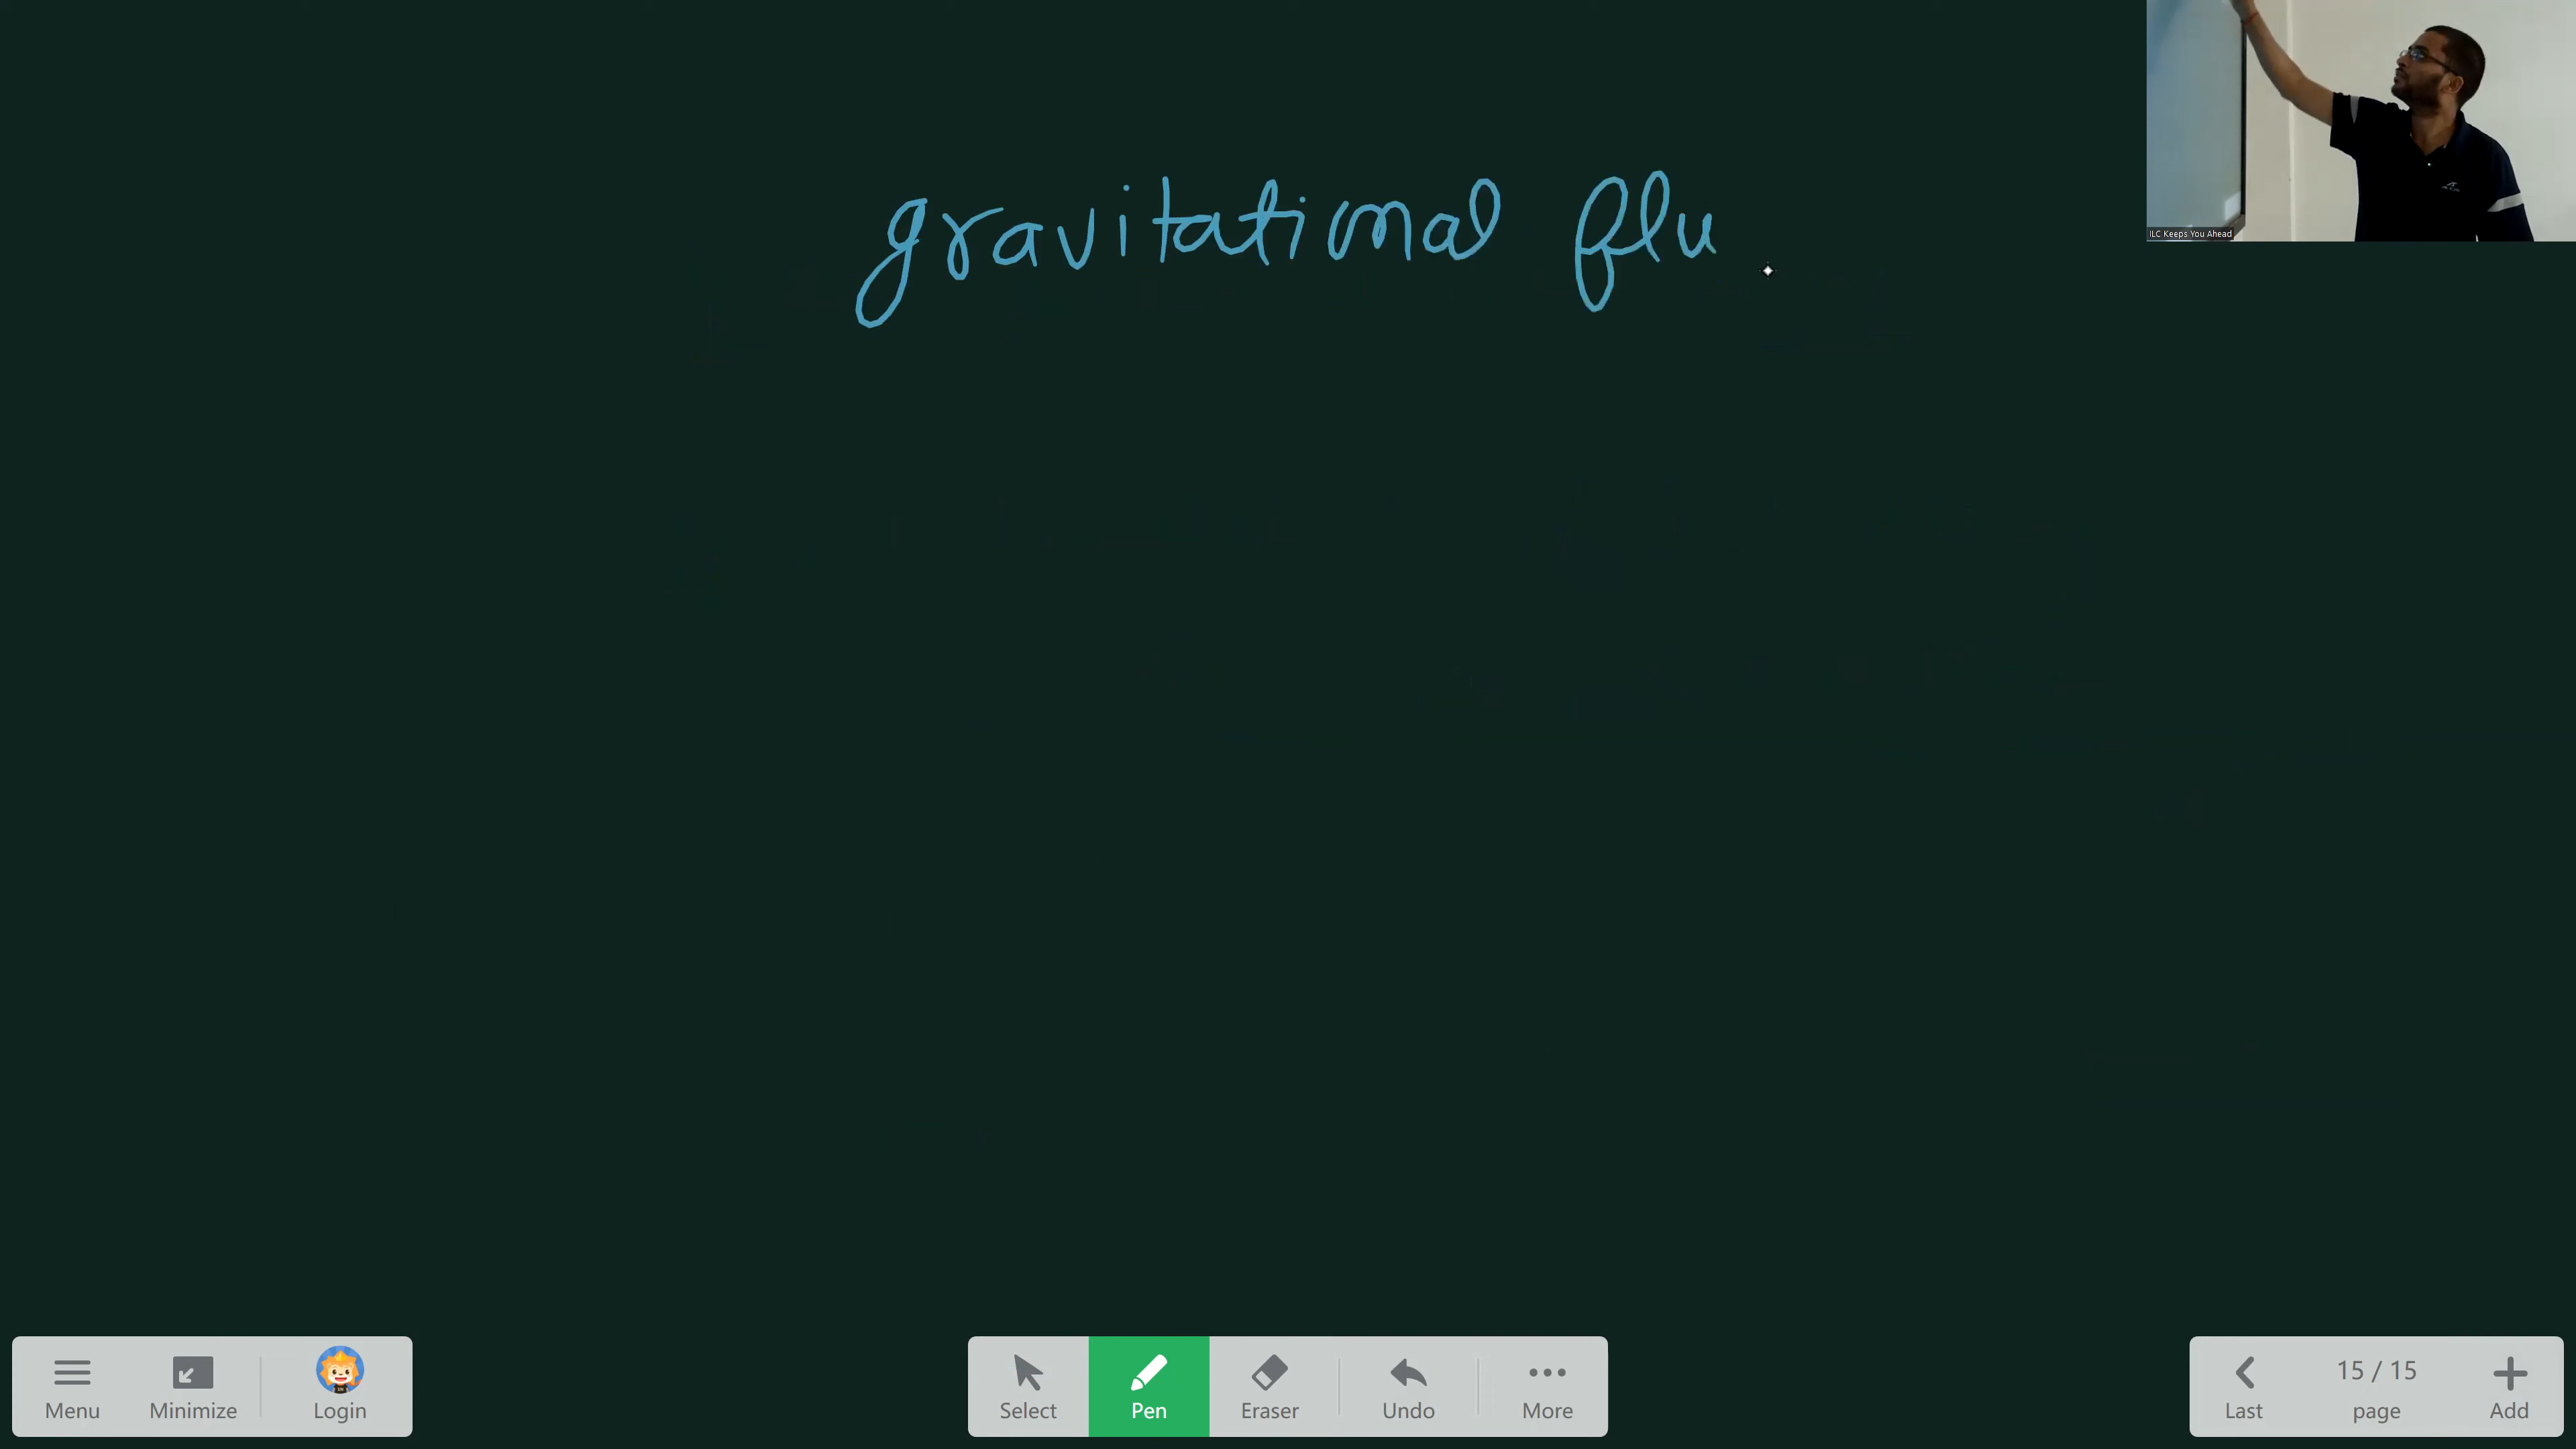 gravitational flu
ILC Keeps You Ahead
Menu
Minimize
Login
Select
Pen
Eraser
Undo
More
Last
15 / 15
page
Add